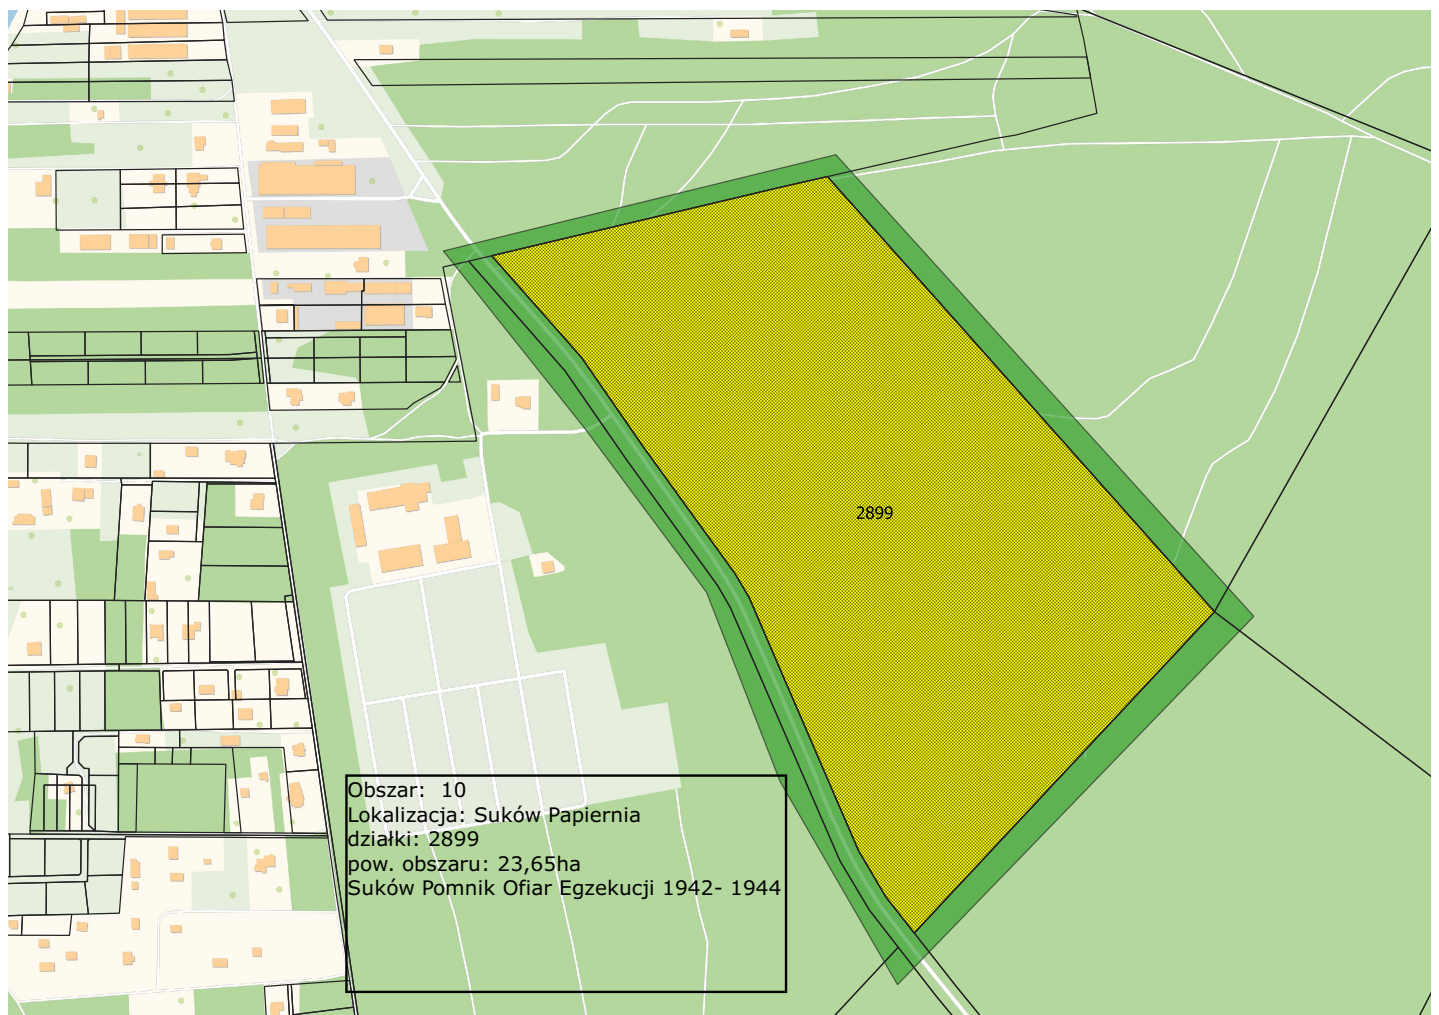 2899
Obszar:  10
Lokalizacja: Suków Papiernia
działki: 2899
pow. obszaru: 23,65ha
Suków Pomnik Ofiar Egzekucji 1942- 1944